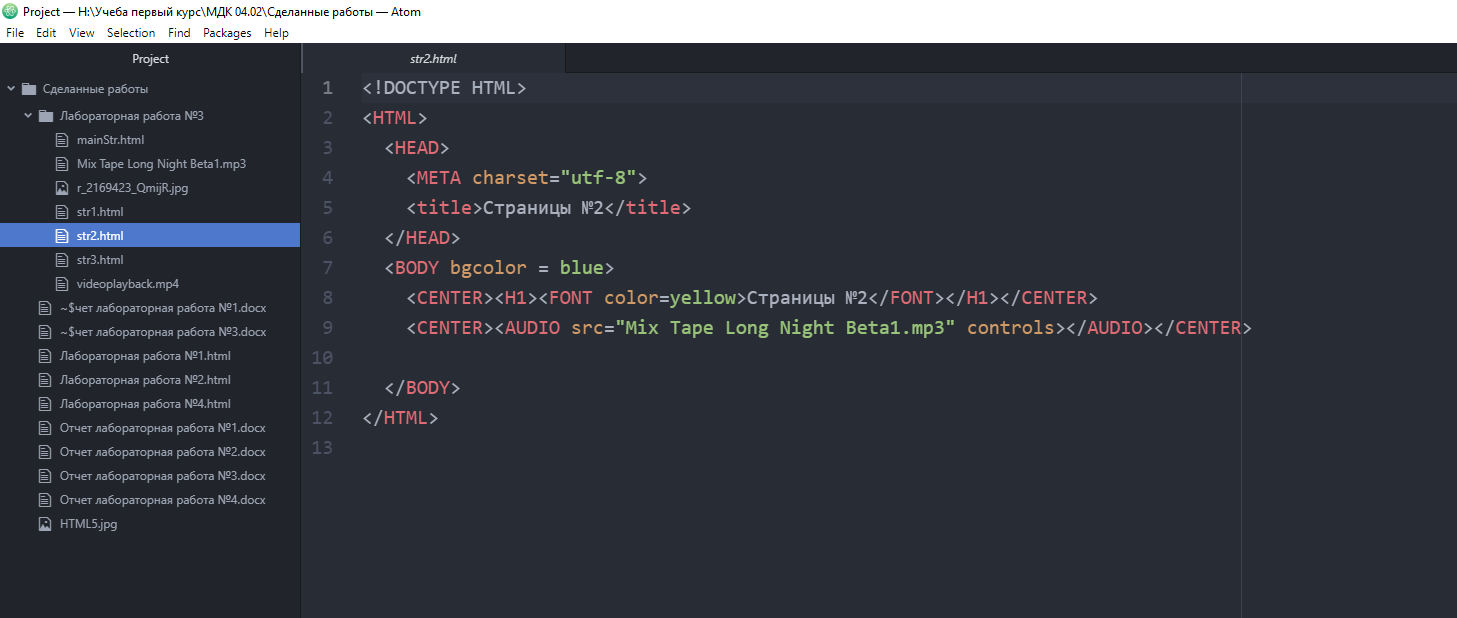 Project — H:\Учеба первый курс\МДК 04.02\Сделанные работы — Atom
File Edit View Selection Find Packages Help
Project
Сделанные работы
Лабораторная работа №3
mainStr.html
Mix Tape Long Night Beta1.mp3
r_2169423_QmijR.jpg
str1.html
str2.html
str3.html
videoplayback.mp4
~$чет лабораторная работа №1.docx
~$чет лабораторная работа №3.docx
Лабораторная работа №1.html
Лабораторная работа №2.html
Лабораторная работа №4.html
Отчет лабораторная работа №1.docx
Отчет лабораторная работа №2.docx
Отчет лабораторная работа №3.docx
Отчет лабораторная работа №4.docx
HTML5.jpg
str2.html
1 <!DOCTYPE HTML>
2 <HTML>
3 <HEAD>
4 <META charset="utf-8">
5 <title>Страницы №2</title>
6 </HEAD>
7 <BODY bgcolor = blue>
8 <CENTER><H1><FONT color=yellow>Страницы №2</FONT></H1></CENTER>
9 <CENTER><AUDIO src="Mix Tape Long Night Beta1.mp3" controls></AUDIO></CENTER>
10
11 </BODY>
12 </HTML>
13